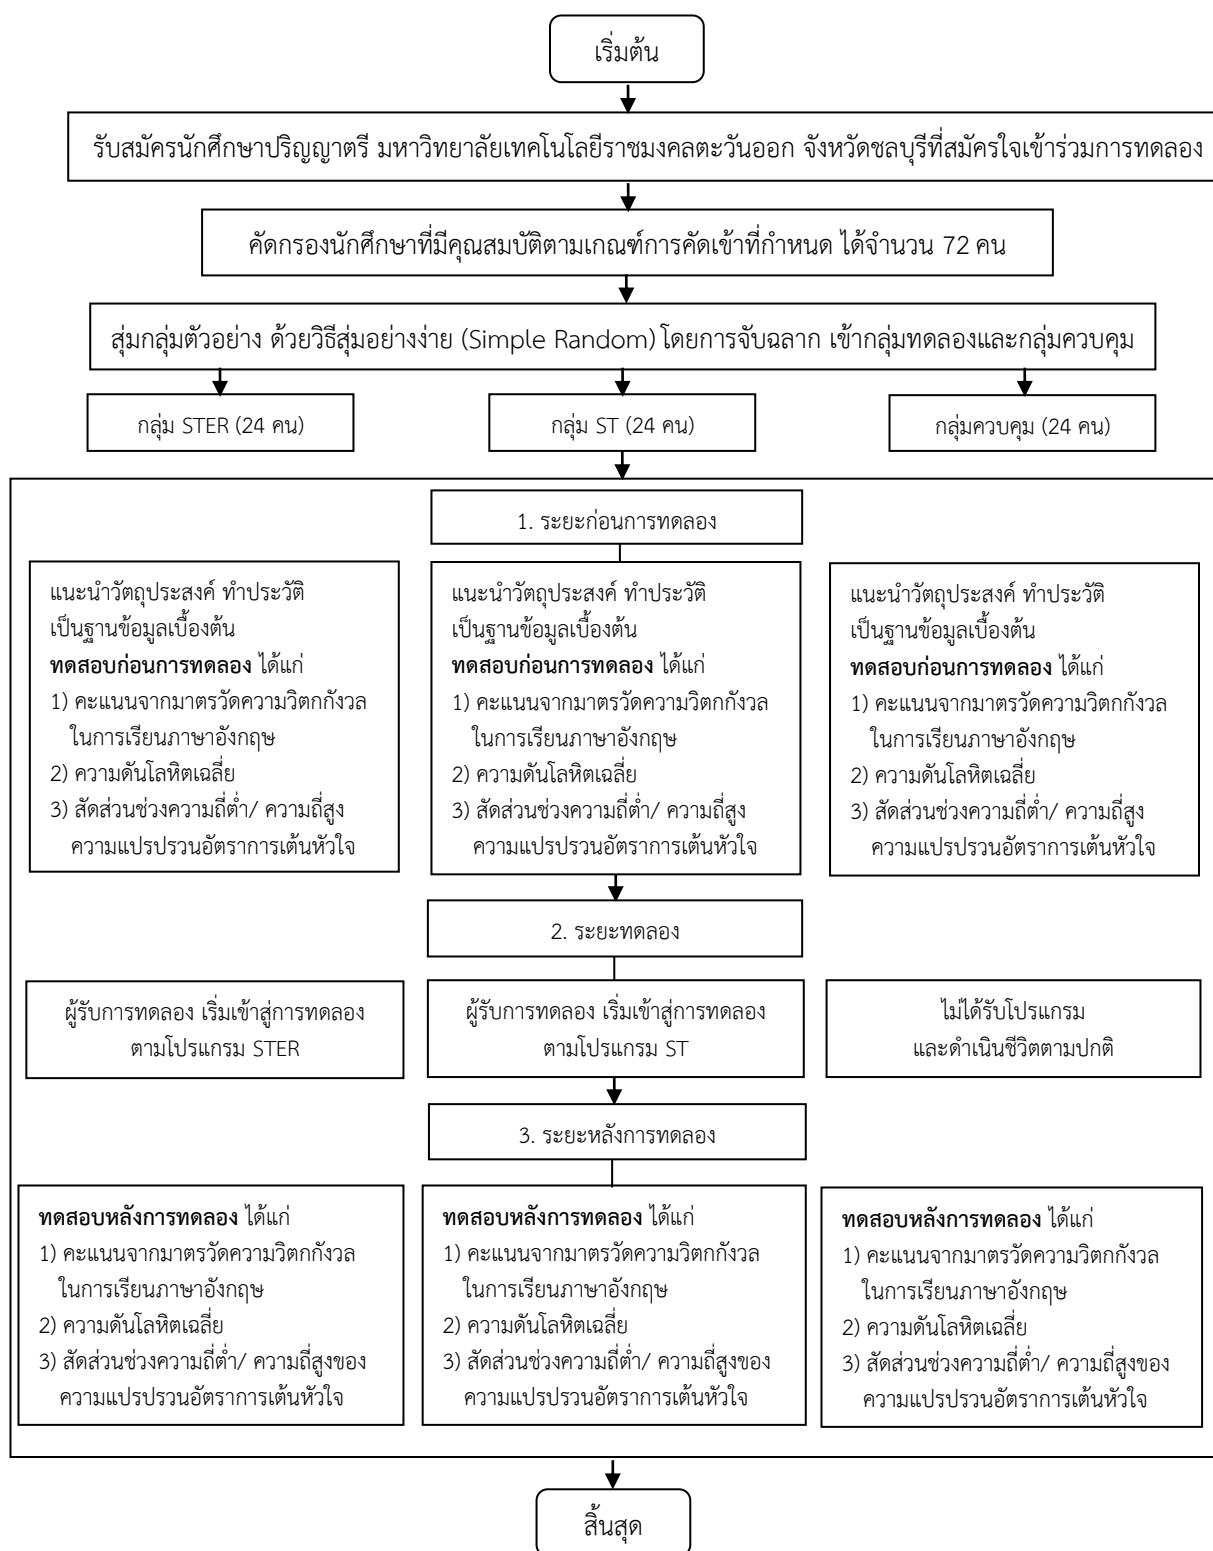 เริ่มต้น
รับสมัครนักศึกษาปริญญาตรี มหาวิทยาลัยเทคโนโลยีราชมงคลตะวันออก จังหวัดชลบุรีที่สมัครใจเข้าร่วมการทดลอง
คัดกรองนักศึกษาที่มีคุณสมบัติตามเกณฑ์การคัดเข้าที่กำหนด ได้จำนวน 72 คน
สุ่มกลุ่มตัวอย่าง ด้วยวิธีสุ่มอย่างง่าย (Simple Random) โดยการจับฉลาก เข้ากลุ่มทดลองและกลุ่มควบคุม
กลุ่ม STER (24 คน)
กลุ่ม ST (24 คน)
กลุ่มควบคุม (24 คน)
1. ระยะก่อนการทดลอง
แนะนำวัตถุประสงค์ ทำประวัติ
เป็นฐานข้อมูลเบื้องต้น
ทดสอบก่อนการทดลอง ได้แก่
1) คะแนนจากมาตรวัดความวิตกกังวล
ในการเรียนภาษาอังกฤษ
2) ความดันโลหิตเฉลี่ย
3) สัดส่วนช่วงความถี่ต่ำ/ ความถี่สูง
ความแปรปรวนอัตราการเต้นหัวใจ
แนะนำวัตถุประสงค์ ทำประวัติ
เป็นฐานข้อมูลเบื้องต้น
ทดสอบก่อนการทดลอง ได้แก่
1) คะแนนจากมาตรวัดความวิตกกังวล
ในการเรียนภาษาอังกฤษ
2) ความดันโลหิตเฉลี่ย
3) สัดส่วนช่วงความถี่ต่ำ/ ความถี่สูง
ความแปรปรวนอัตราการเต้นหัวใจ
แนะนำวัตถุประสงค์ ทำประวัติ
เป็นฐานข้อมูลเบื้องต้น
ทดสอบก่อนการทดลอง ได้แก่
1) คะแนนจากมาตรวัดความวิตกกังวล
ในการเรียนภาษาอังกฤษ
2) ความดันโลหิตเฉลี่ย
3) สัดส่วนช่วงความถี่ต่ำ/ ความถี่สูง
ความแปรปรวนอัตราการเต้นหัวใจ
2. ระยะทดลอง
ผู้รับการทดลอง เริ่มเข้าสู่การทดลอง
ตามโปรแกรม STER
ผู้รับการทดลอง เริ่มเข้าสู่การทดลอง
ตามโปรแกรม ST
ไม่ได้รับโปรแกรม
และดำเนินชีวิตตามปกติ
3. ระยะหลังการทดลอง
ทดสอบหลังการทดลอง ได้แก่
1) คะแนนจากมาตรวัดความวิตกกังวล
ในการเรียนภาษาอังกฤษ
2) ความดันโลหิตเฉลี่ย
3) สัดส่วนช่วงความถี่ต่ำ/ ความถี่สูงของ
ความแปรปรวนอัตราการเต้นหัวใจ
ทดสอบหลังการทดลอง ได้แก่
1) คะแนนจากมาตรวัดความวิตกกังวล
ในการเรียนภาษาอังกฤษ
2) ความดันโลหิตเฉลี่ย
3) สัดส่วนช่วงความถี่ต่ำ/ ความถี่สูงของ
ความแปรปรวนอัตราการเต้นหัวใจ
ทดสอบหลังการทดลอง ได้แก่
1) คะแนนจากมาตรวัดความวิตกกังวล
ในการเรียนภาษาอังกฤษ
2) ความดันโลหิตเฉลี่ย
3) สัดส่วนช่วงความถี่ต่ำ/ ความถี่สูงของ
ความแปรปรวนอัตราการเต้นหัวใจ
สิ้นสุด